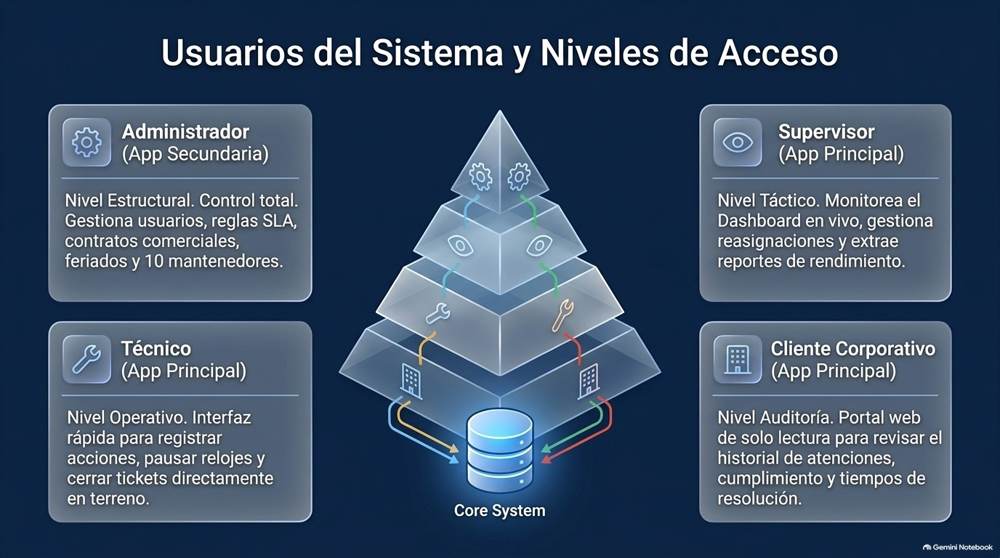 Usuarios del Sistema y Niveles de Acceso
Administrador
(App Secundaria)
Nivel Estructural. Control total.
Gestiona usuarios, reglas SLA,
contratos comerciales,
feriados y 10 mantenedores.
Supervisor
(App Principal)
Nivel Táctico. Monitorea el
Dashboard en vivo, gestiona
reasignaciones y extrae
reportes de rendimiento.
Técnico
(App Principal)
Nivel Operativo. Interfaz
rápida para registrar
acciones, pausar relojes y
cerrar tickets directamente
en terreno.
Cliente Corporativo
(App Principal)
Nivel Auditoría. Portal web
de solo lectura para revisar el
historial de atenciones,
cumplimiento y tiempos de
resolución.
Core System
Gemini Notebook